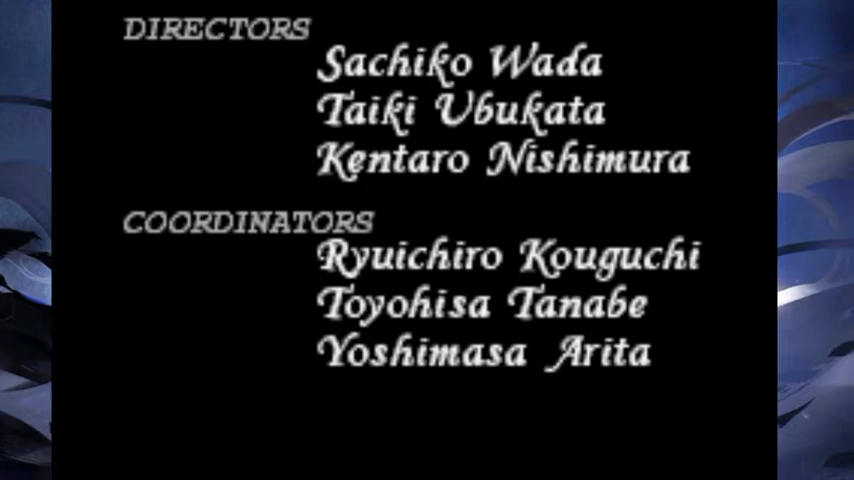 DIRECTORS
Sachiko Wada
Taiki Ubukata
Kentaro Nishimura
COORDINATORS
Ryuichiro Kouguchi
Toyohisa Tanabe
Yoshimasa Arita